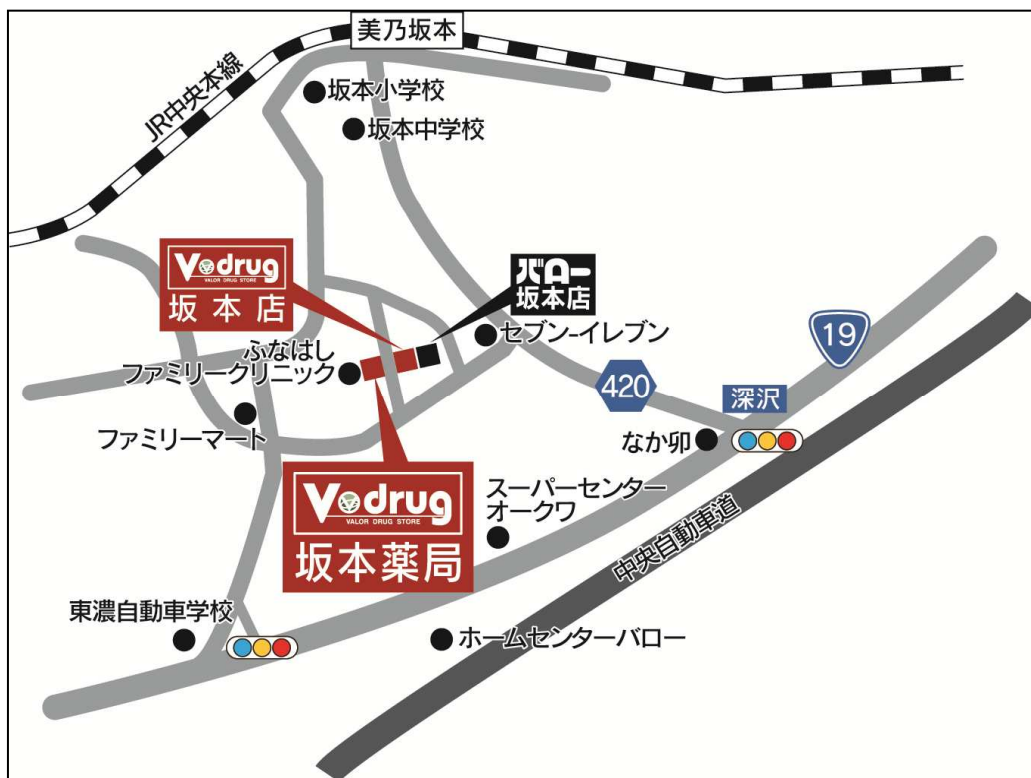 美乃坂本
JR中央本線
坂本小学校
坂本中学校
Vodrug
VALOR DRUG STORE
坂本店
バロー
坂本店
セブン-イレブン
19
ふなはし
ファミリークリニック
420
深沢
ファミリーマート
なか卯
Vodrug
VALOR DRUG STORE
坂本薬局
スーパーセンター
オークワ
中央自動車道
東濃自動車学校
ホームセンターバロー